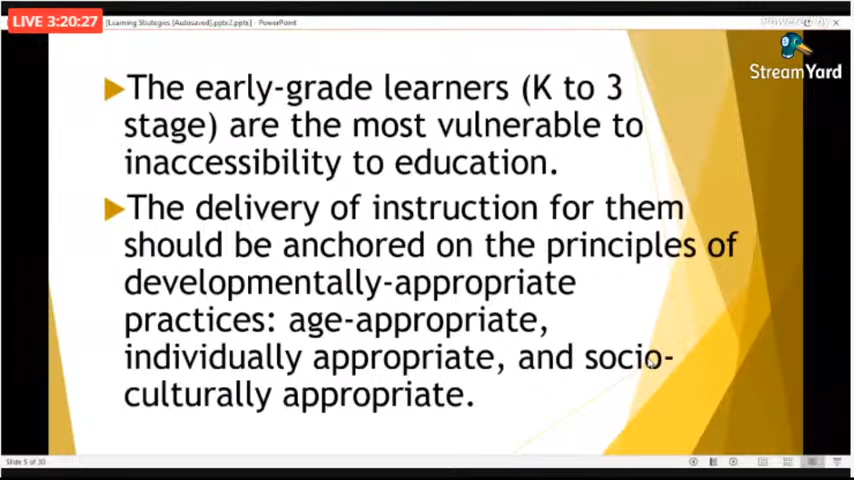 LIVE 3:20:27
[Learning Strategies [Autosaved].pptx2.pptx] - PowerPoint
Powered by
StreamYard
The early-grade learners (K to 3
stage) are the most vulnerable to
inaccessibility to education.
The delivery of instruction for them
should be anchored on the principles of
developmentally-appropriate
practices: age-appropriate,
individually appropriate, and socio-
culturally appropriate.
Slide 5 of 30